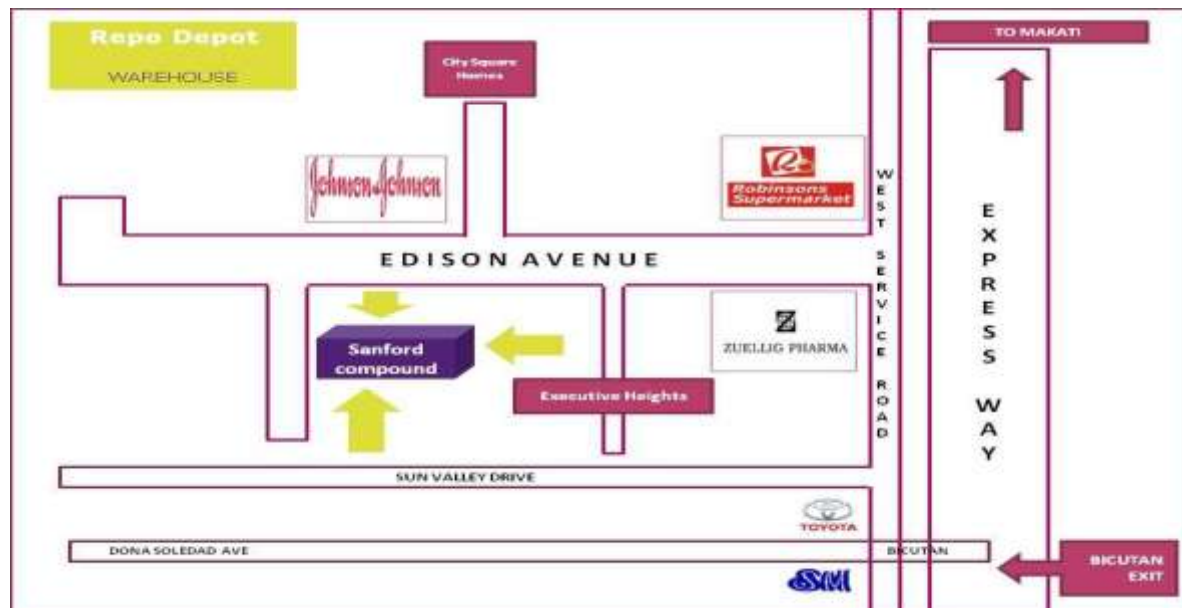 Repo Depot
WAREHOUSE
City Square
Homes
TO MAKATI
Johnson & Johnson
R
Robinsons
Supermarket
WEST SERVICE ROAD
EXPRESS WAY
EDISON AVENUE
Z
ZUELLIG PHARMA
Sanford
compound
Executive Heights
SUN VALLEY DRIVE
TOYOTA
DONA SOLEDAD AVE
BICUTAN
BICUTAN
EXIT
SM